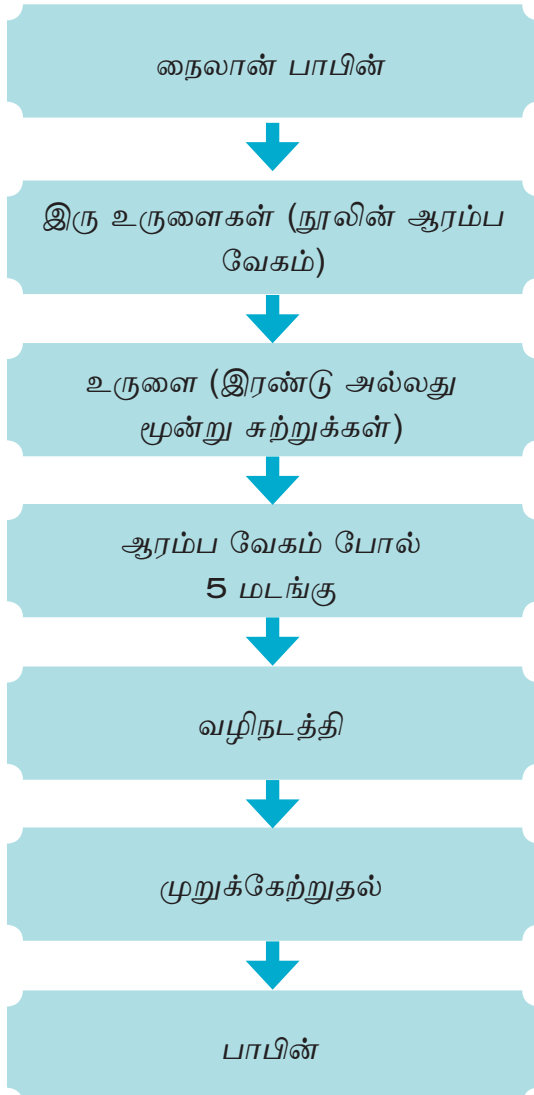 நைலான் பாபின்
இரு உருளைகள் (நூலின் ஆரம்ப
வேகம்)
உருளை (இரண்டு அல்லது
மூன்று சுற்றுக்கள்)
ஆரம்ப வேகம் போல்
5 மடங்கு
வழிநடத்தி
முறுக்கேற்றுதல்
பாபின்